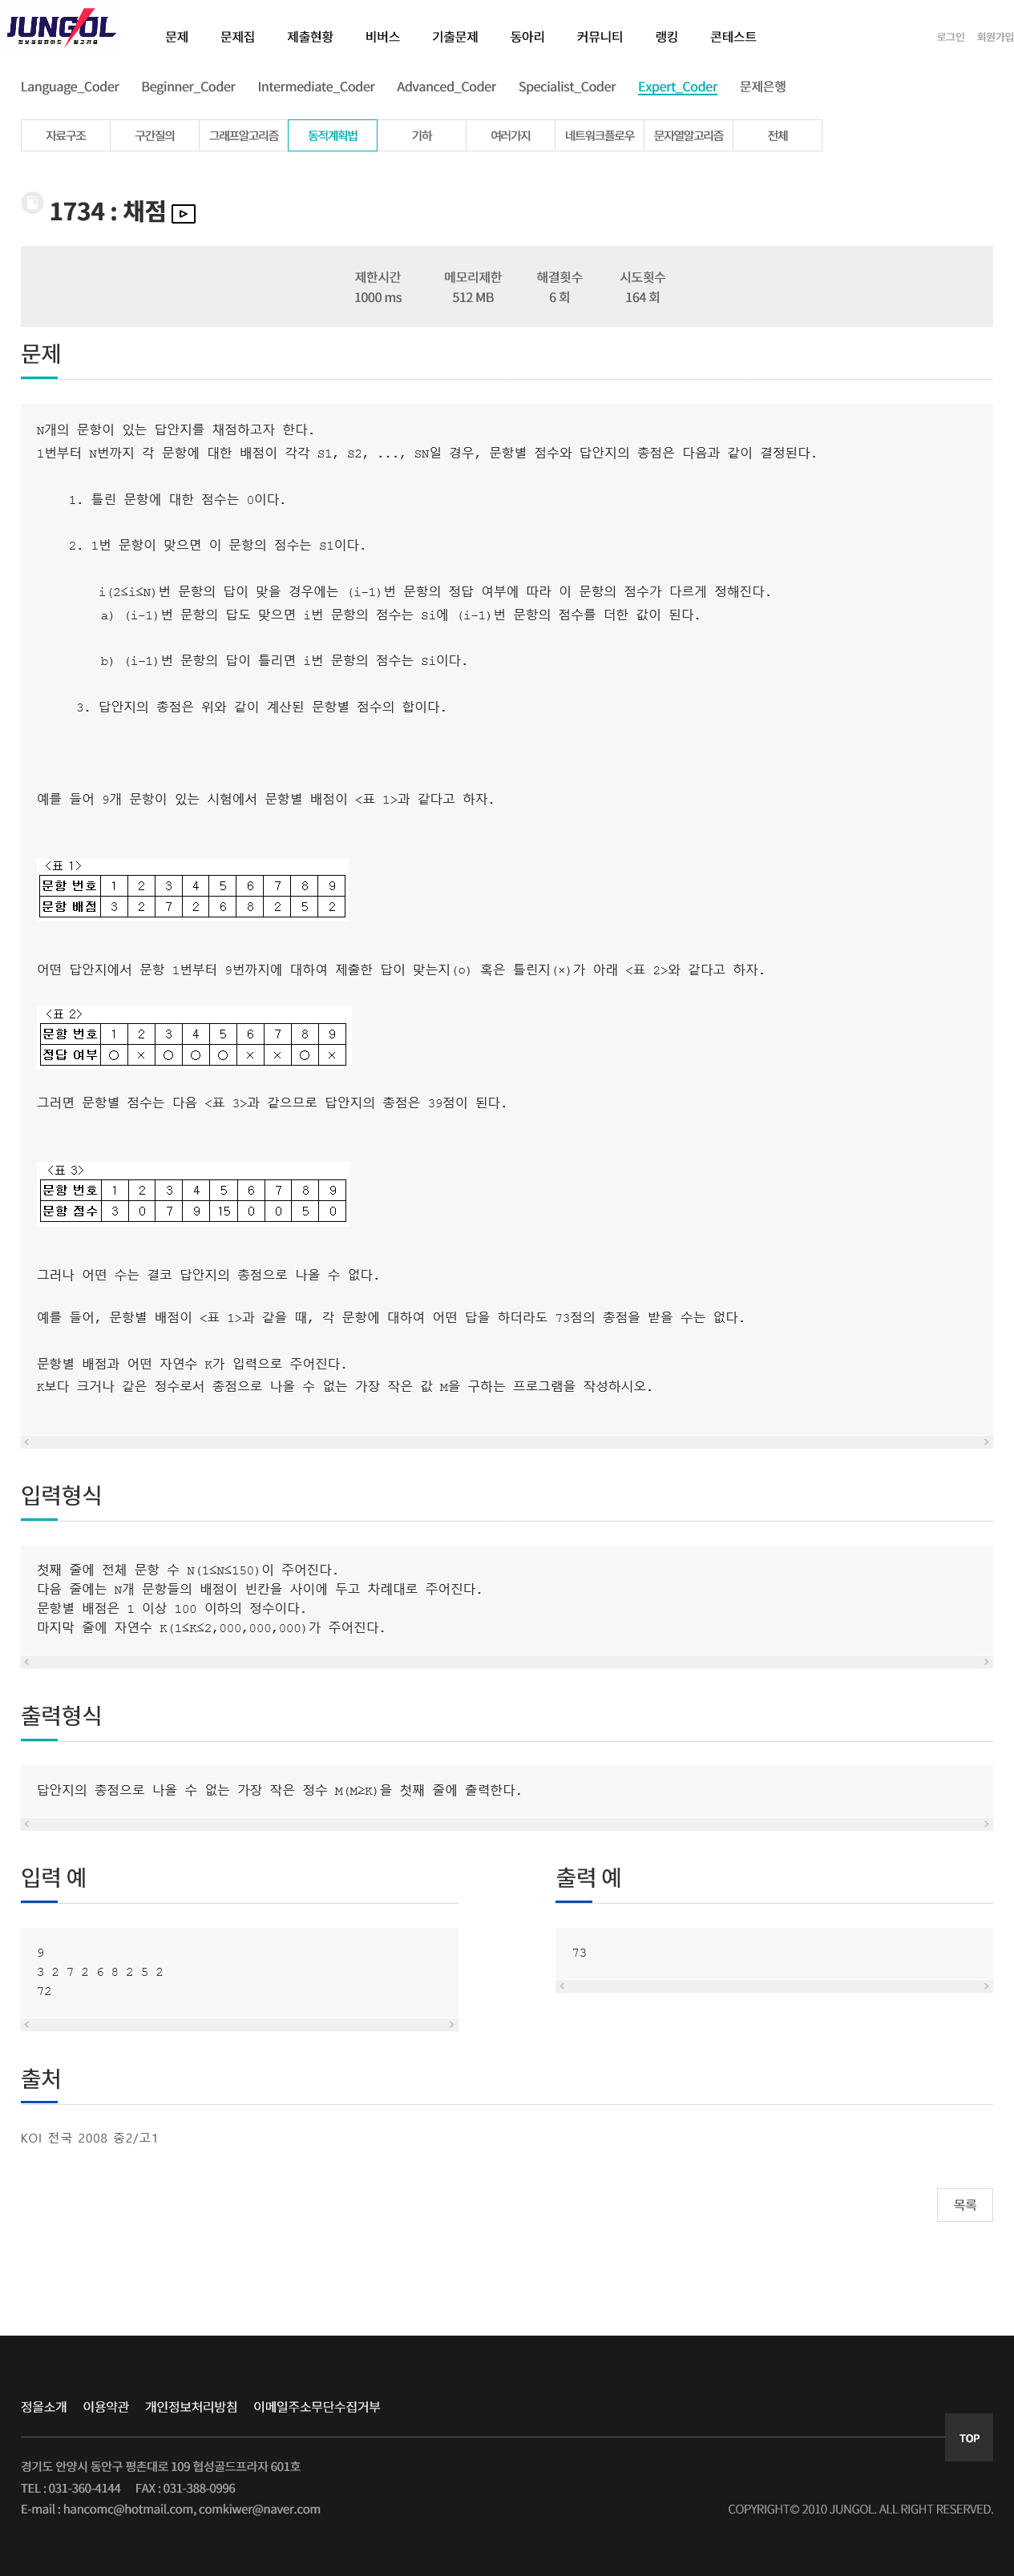 JUNGOL
정보올림피아드 알고리즘
문제 문제집 제출현황 비버스 기출문제 동아리 커뮤니티 랭킹 콘테스트
로그인 회원가입
Language_Coder Beginner_Coder Intermediate_Coder Advanced_Coder Specialist_Coder Expert_Coder 문제은행
자료구조 구간질의 그래프알고리즘 동적계획법 기하 여러가지 네트워크플로우 문자열알고리즘 전체
1734 : 채점
제한시간 메모리제한 해결횟수 시도횟수
1000 ms 512 MB 6 회 164 회
문제
N개의 문항이 있는 답안지를 채점하고자 한다.
1번부터 N번까지 각 문항에 대한 배점이 각각 S1, S2, ..., SN일 경우, 문항별 점수와 답안지의 총점은 다음과 같이 결정된다.
1. 틀린 문항에 대한 점수는 0이다.
2. 1번 문항이 맞으면 이 문항의 점수는 S1이다.
i(2≤i≤N)번 문항의 답이 맞을 경우에는 (i-1)번 문항의 정답 여부에 따라 이 문항의 점수가 다르게 정해진다.
a) (i-1)번 문항의 답도 맞으면 i번 문항의 점수는 Si에 (i-1)번 문항의 점수를 더한 값이 된다.
b) (i-1)번 문항의 답이 틀리면 i번 문항의 점수는 Si이다.
3. 답안지의 총점은 위와 같이 계산된 문항별 점수의 합이다.
예를 들어 9개 문항이 있는 시험에서 문항별 배점이 <표 1>과 같다고 하자.
<표 1>
문항 번호 1 2 3 4 5 6 7 8 9
문항 배점 3 2 7 2 6 8 2 5 2
어떤 답안지에서 문항 1번부터 9번까지에 대하여 제출한 답이 맞는지(○) 혹은 틀린지(×)가 아래 <표 2>와 같다고 하자.
<표 2>
문항 번호 1 2 3 4 5 6 7 8 9
정답 여부 ○ × ○ ○ ○ × × ○ ×
그러면 문항별 점수는 다음 <표 3>과 같으므로 답안지의 총점은 39점이 된다.
<표 3>
문항 번호 1 2 3 4 5 6 7 8 9
문항 점수 3 0 7 9 15 0 0 5 0
그러나 어떤 수는 결코 답안지의 총점으로 나올 수 없다.
예를 들어, 문항별 배점이 <표 1>과 같을 때, 각 문항에 대하여 어떤 답을 하더라도 73점의 총점을 받을 수는 없다.
문항별 배점과 어떤 자연수 K가 입력으로 주어진다.
K보다 크거나 같은 정수로서 총점으로 나올 수 없는 가장 작은 값 M을 구하는 프로그램을 작성하시오.
입력형식
첫째 줄에 전체 문항 수 N(1≤N≤150)이 주어진다.
다음 줄에는 N개 문항들의 배점이 빈칸을 사이에 두고 차례대로 주어진다.
문항별 배점은 1 이상 100 이하의 정수이다.
마지막 줄에 자연수 K(1≤K≤2,000,000,000)가 주어진다.
출력형식
답안지의 총점으로 나올 수 없는 가장 작은 정수 M(M≥K)을 첫째 줄에 출력한다.
입력 예
9
3 2 7 2 6 8 2 5 2
72
출력 예
73
출처
KOI 전국 2008 중2/고1
목록
정올소개 이용약관 개인정보처리방침 이메일주소무단수집거부
TOP
경기도 안양시 동안구 평촌대로 109 협성골드프라자 601호
TEL : 031-360-4144 FAX : 031-388-0996
E-mail : hancomc@hotmail.com, comkiwer@naver.com
COPYRIGHT© 2010 JUNGOL. ALL RIGHT RESERVED.